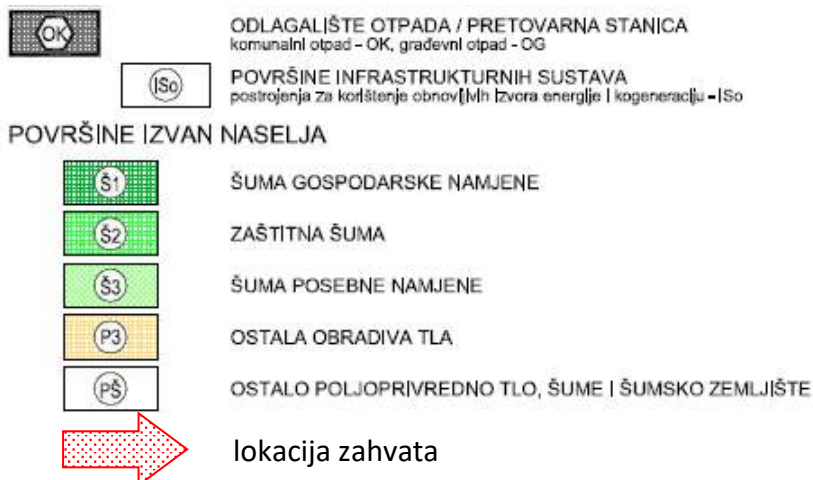 OK ODLAGALIŠTE OTPADA / PRETOVARNA STANICA
komunalni otpad - OK, građevni otpad - OG
ISo POVRŠINE INFRASTRUKTURNIH SUSTAVA
postrojenja za korištenje obnovljivih izvora energije i kogeneraciju - ISo
POVRŠINE IZVAN NASELJA
Š1 ŠUMA GOSPODARSKE NAMJENE
Š2 ZAŠTITNA ŠUMA
Š3 ŠUMA POSEBNE NAMJENE
P3 OSTALA OBRADIVA TLA
PŠ OSTALO POLJOPRIVREDNO TLO, ŠUME I ŠUMSKO ZEMLJIŠTE
lokacija zahvata